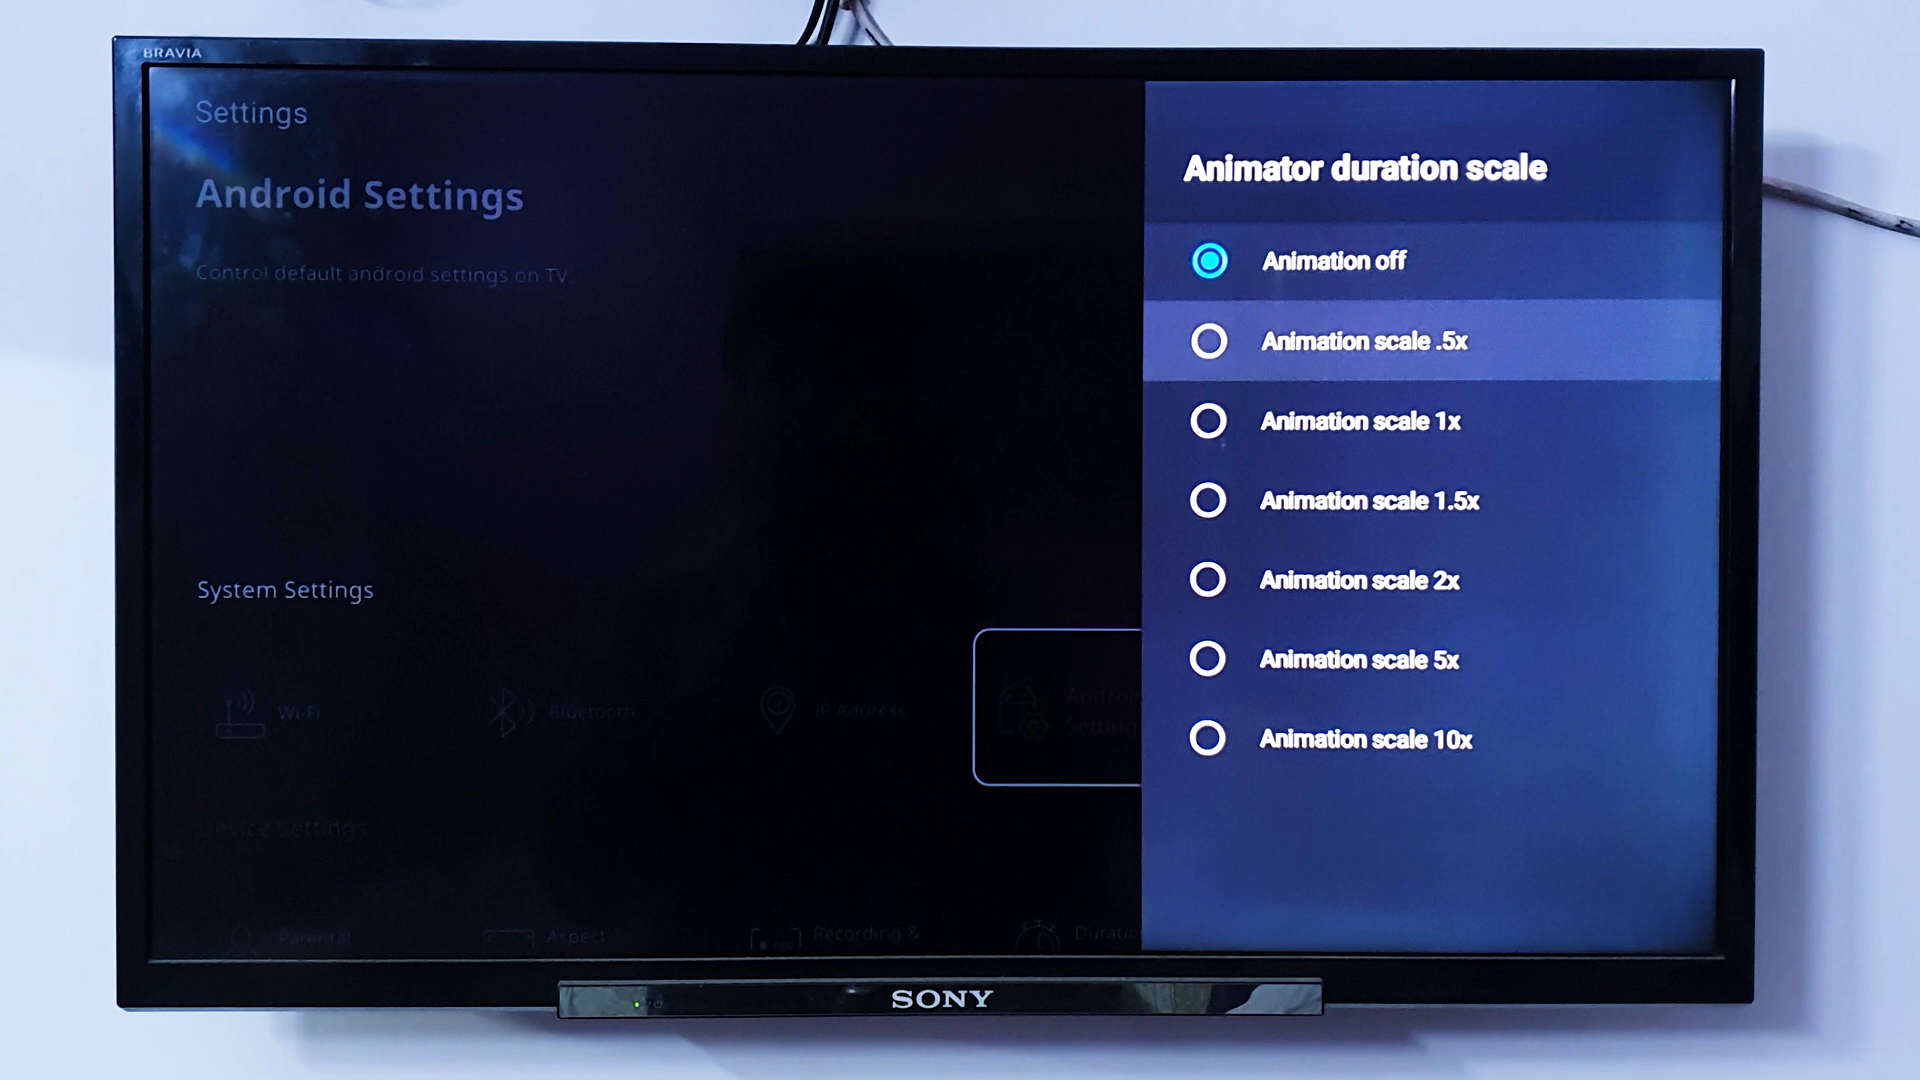 BRAVIA
Settings
Android Settings
Control default android settings on TV.
System Settings
Wi-Fi
Bluetooth
IP Address
Android
Setting
Device Settings
Parental
Aspect
Recording &
Duratio
Animator duration scale
Animation off
Animation scale .5x
Animation scale 1x
Animation scale 1.5x
Animation scale 2x
Animation scale 5x
Animation scale 10x
SONY